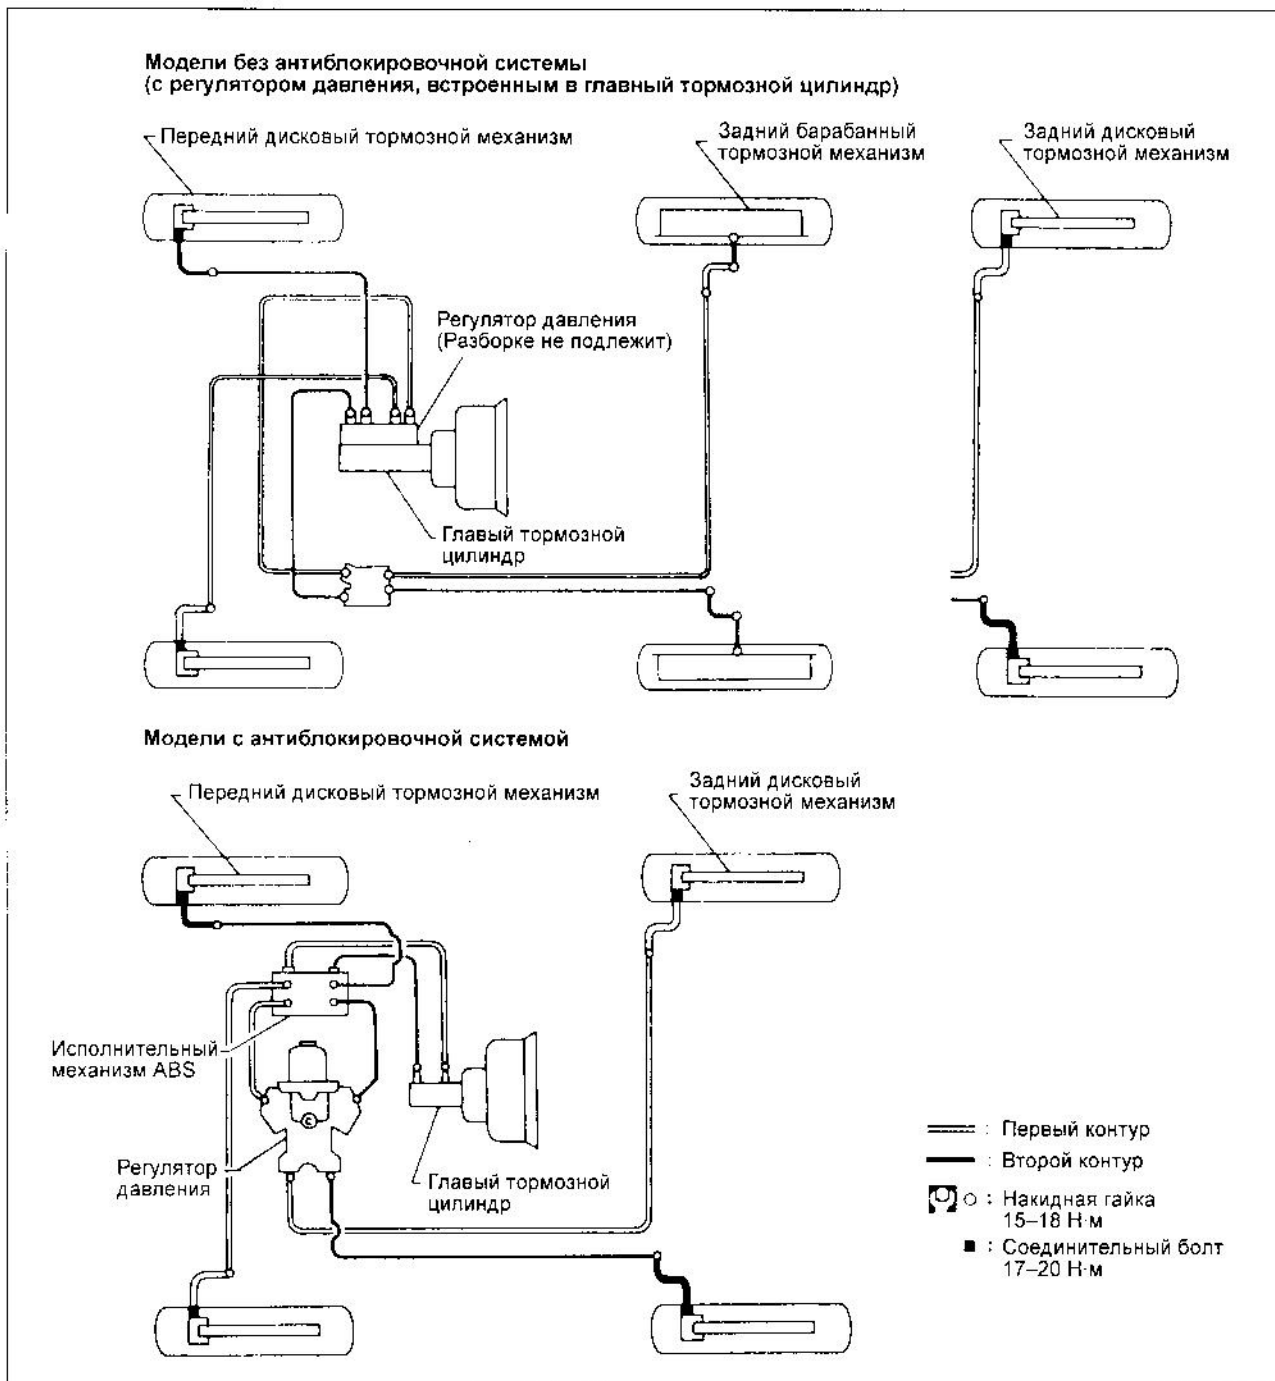 Модели без антиблокировочной системы
(с регулятором давления, встроенным в главный тормозной цилиндр)
Передний дисковый тормозной механизм
Задний барабанный
тормозной механизм
Задний дисковый
тормозной механизм
Регулятор давления
(Разборке не подлежит)
Главый тормозной
цилиндр
Модели с антиблокировочной системой
Передний дисковый тормозной механизм
Задний дисковый
тормозной механизм
Исполнительный
механизм ABS
Регулятор
давления
Главый тормозной
цилиндр
: Первый контур
: Второй контур
: Накидная гайка
15–18 Н·м
: Соединительный болт
17–20 Н·м